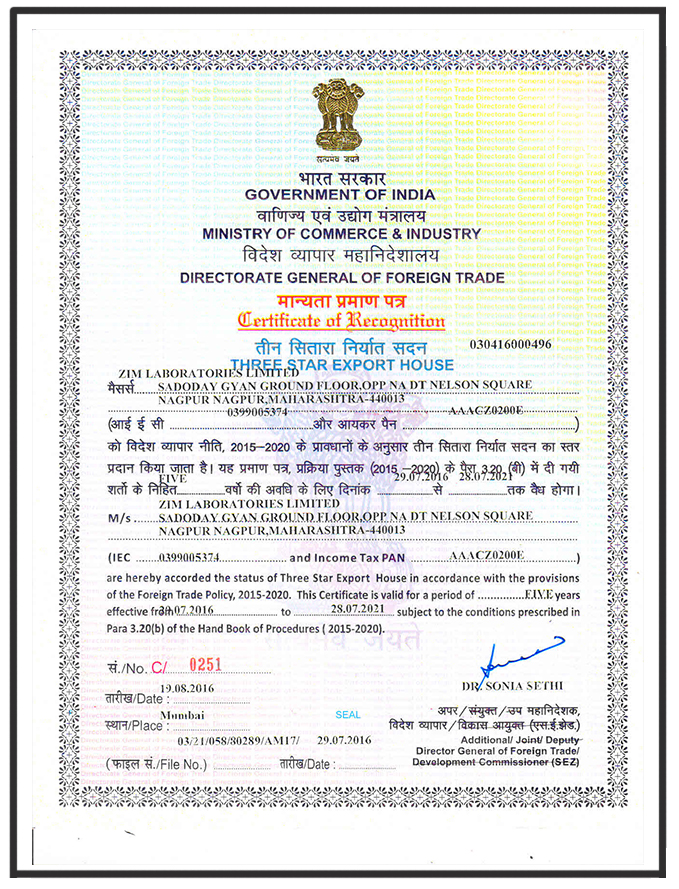 सत्यमेव जयते
भारत सरकार
GOVERNMENT OF INDIA
वाणिज्य एवं उद्योग मंत्रालय
MINISTRY OF COMMERCE & INDUSTRY
विदेश व्यापार महानिदेशालय
DIRECTORATE GENERAL OF FOREIGN TRADE
मान्यता प्रमाण पत्र
Certificate of Recognition
030416000496
तीन सितारा निर्यात सदन
THREE STAR EXPORT HOUSE
ZIM LABORATORIES LIMITED
मैसर्स SADODAY GYAN GROUND FLOOR,OPP NA DT NELSON SQUARE
NAGPUR NAGPUR,MAHARASHTRA-440013
(आई ई सी 0399005374 और आयकर पैन AAACZ0200E )
को विदेश व्यापार नीति, 2015–2020 के प्रावधानों के अनुसार तीन सितारा निर्यात सदन का स्तर
प्रदान किया जाता है। यह प्रमाण पत्र, प्रक्रिया पुस्तक (2015 –2020) के पैरा 3.20 (बी) में दी गयी
शर्तो के निहित FIVE वर्षो की अवधि के लिए दिनांक 29.07.2016 से 28.07.2021 तक वैध होगा।
ZIM LABORATORIES LIMITED
M/s SADODAY GYAN GROUND FLOOR,OPP NA DT NELSON SQUARE
NAGPUR NAGPUR,MAHARASHTRA-440013
(IEC 0399005374 and Income Tax PAN AAACZ0200E )
are hereby accorded the status of Three Star Export House in accordance with the provisions
of the Foreign Trade Policy, 2015-2020. This Certificate is valid for a period of FIVE years
effective from .07.2016 to 28.07.2021 subject to the conditions prescribed in
Para 3.20(b) of the Hand Book of Procedures ( 2015-2020).
सं./No. C/ 0251
DR. SONIA SETHI
तारीख/Date : 19.08.2016
अपर/संयुक्त/उप महानिदेशक,
स्थान/Place : Mumbai
SEAL
विदेश व्यापार/विकास आयुक्त (एस.ई.झेड.)
Additional/ Joint/ Deputy
03/21/058/80289/AM17/ 29.07.2016
Director General of Foreign Trade/
(फाइल सं./File No.) तारीख/Date :
Development Commissioner (SEZ)